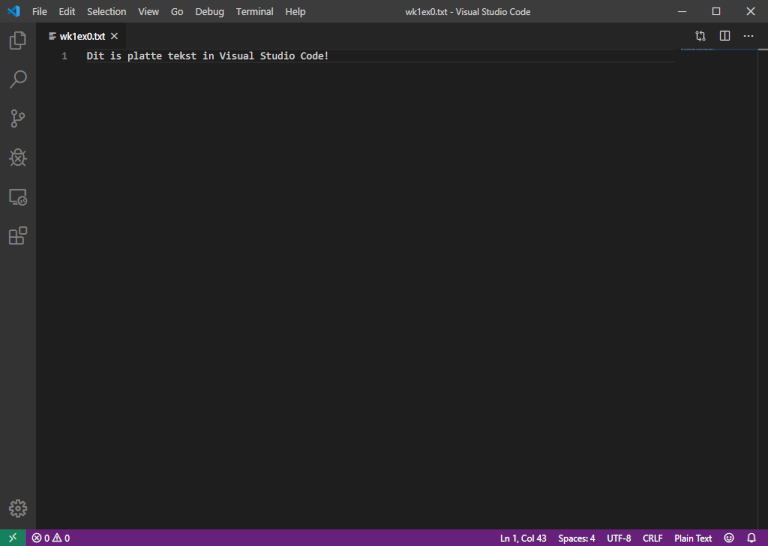 File Edit Selection View Go Debug Terminal Help wk1ex0.txt - Visual Studio Code
wk1ex0.txt
1 Dit is platte tekst in Visual Studio Code!
0 0 Ln 1, Col 43 Spaces: 4 UTF-8 CRLF Plain Text